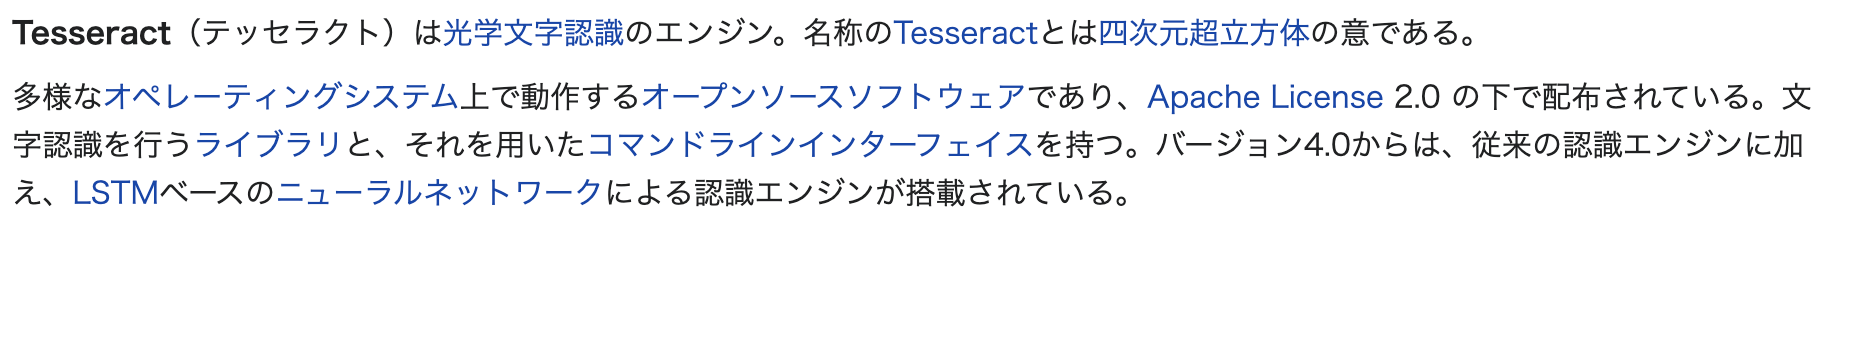 Tesseract（テッセラクト）は光学文字認識のエンジン。名称のTesseractとは四次元超立方体の意である。
多様なオペレーティングシステム上で動作するオープンソースソフトウェアであり、Apache License 2.0 の下で配布されている。文
字認識を行うライブラリと、それを用いたコマンドラインインターフェイスを持つ。バージョン4.0からは、従来の認識エンジンに加
え、LSTMベースのニューラルネットワークによる認識エンジンが搭載されている。